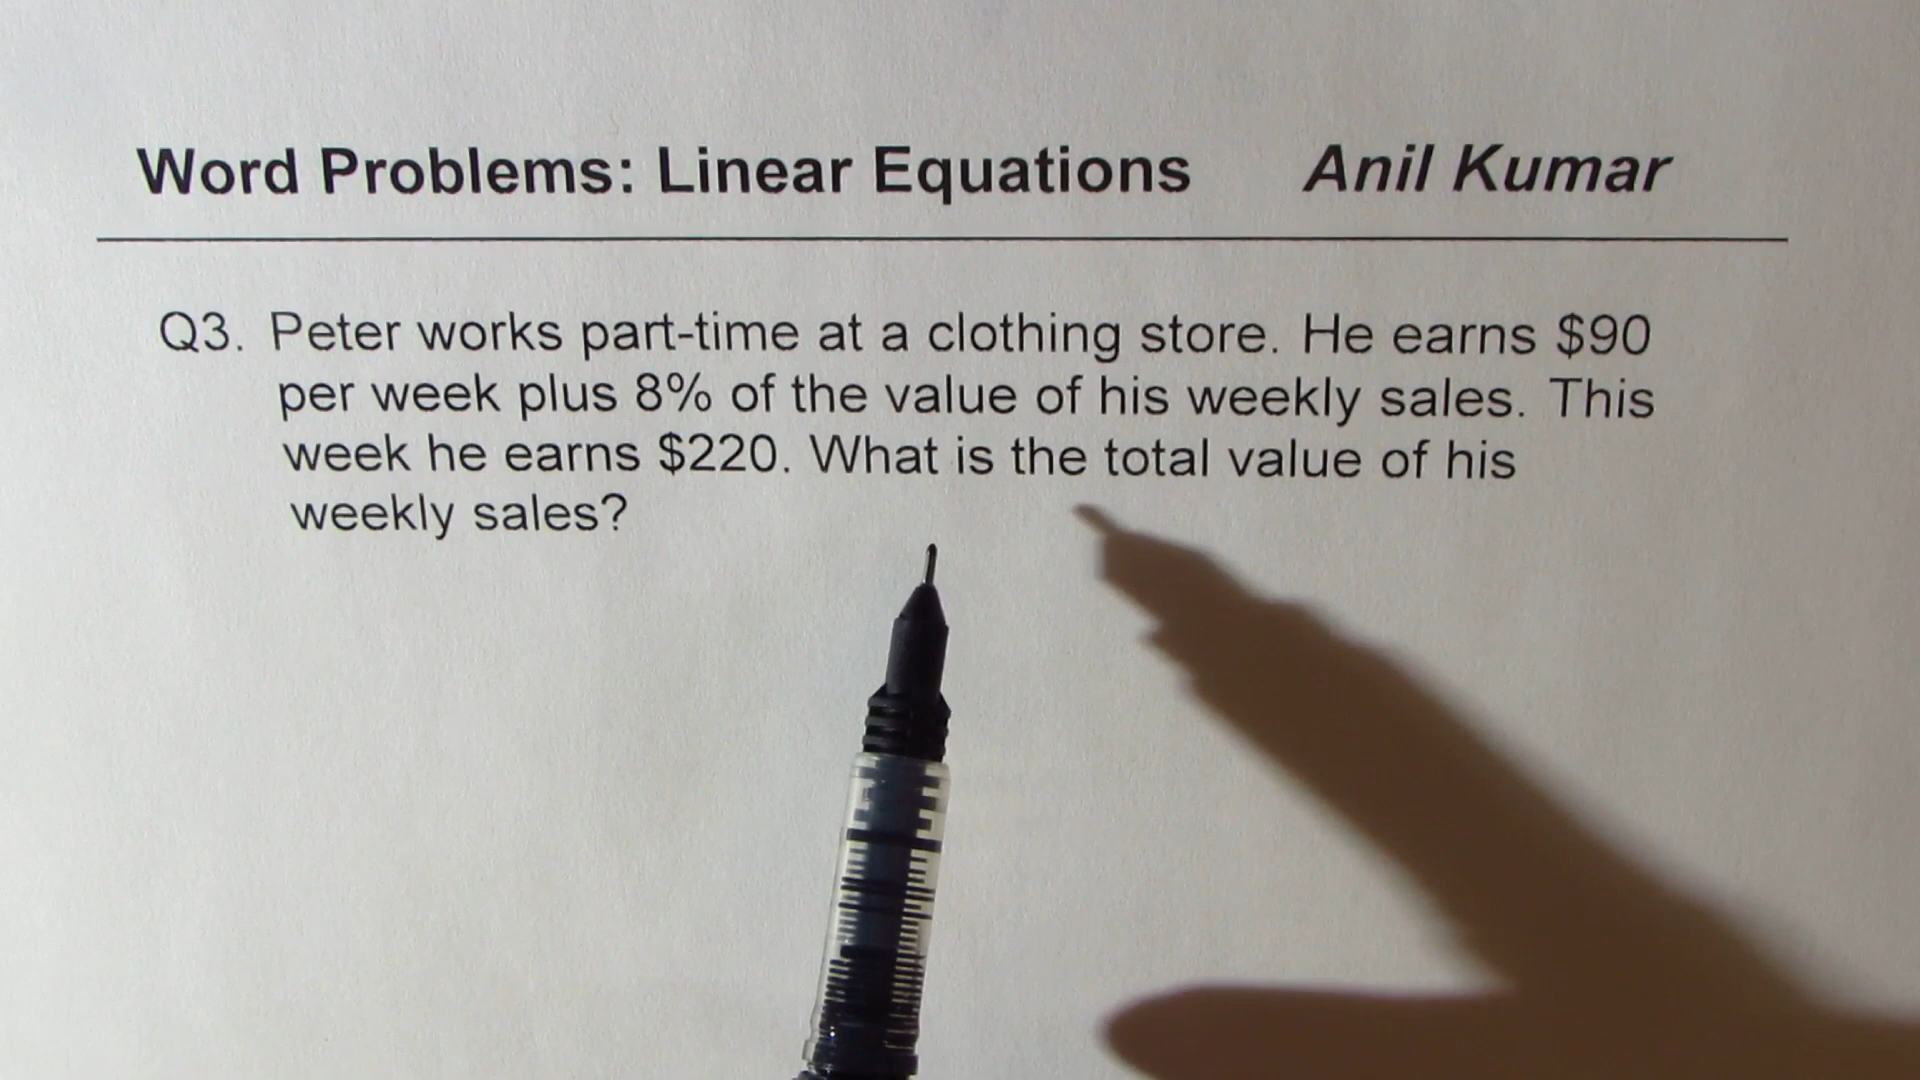 Word Problems: Linear Equations Anil Kumar
Q3. Peter works part-time at a clothing store. He earns $90
per week plus 8% of the value of his weekly sales. This
week he earns $220. What is the total value of his
weekly sales?